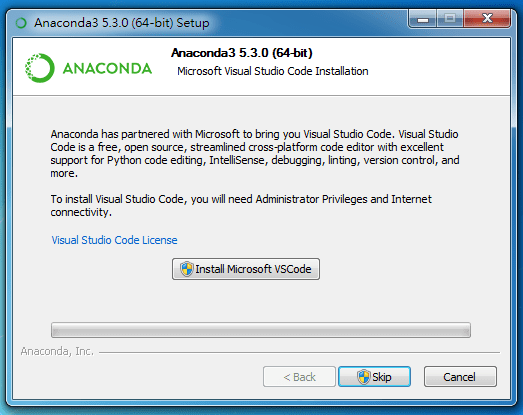 Anaconda3 5.3.0 (64-bit) Setup
Anaconda3 5.3.0 (64-bit)
ANACONDA
Microsoft Visual Studio Code Installation
Anaconda has partnered with Microsoft to bring you Visual Studio Code. Visual Studio
Code is a free, open source, streamlined cross-platform code editor with excellent
support for Python code editing, IntelliSense, debugging, linting, version control, and
more.
To install Visual Studio Code, you will need Administrator Privileges and Internet
connectivity.
Visual Studio Code License
Install Microsoft VSCode
Anaconda, Inc.
< Back
Skip
Cancel